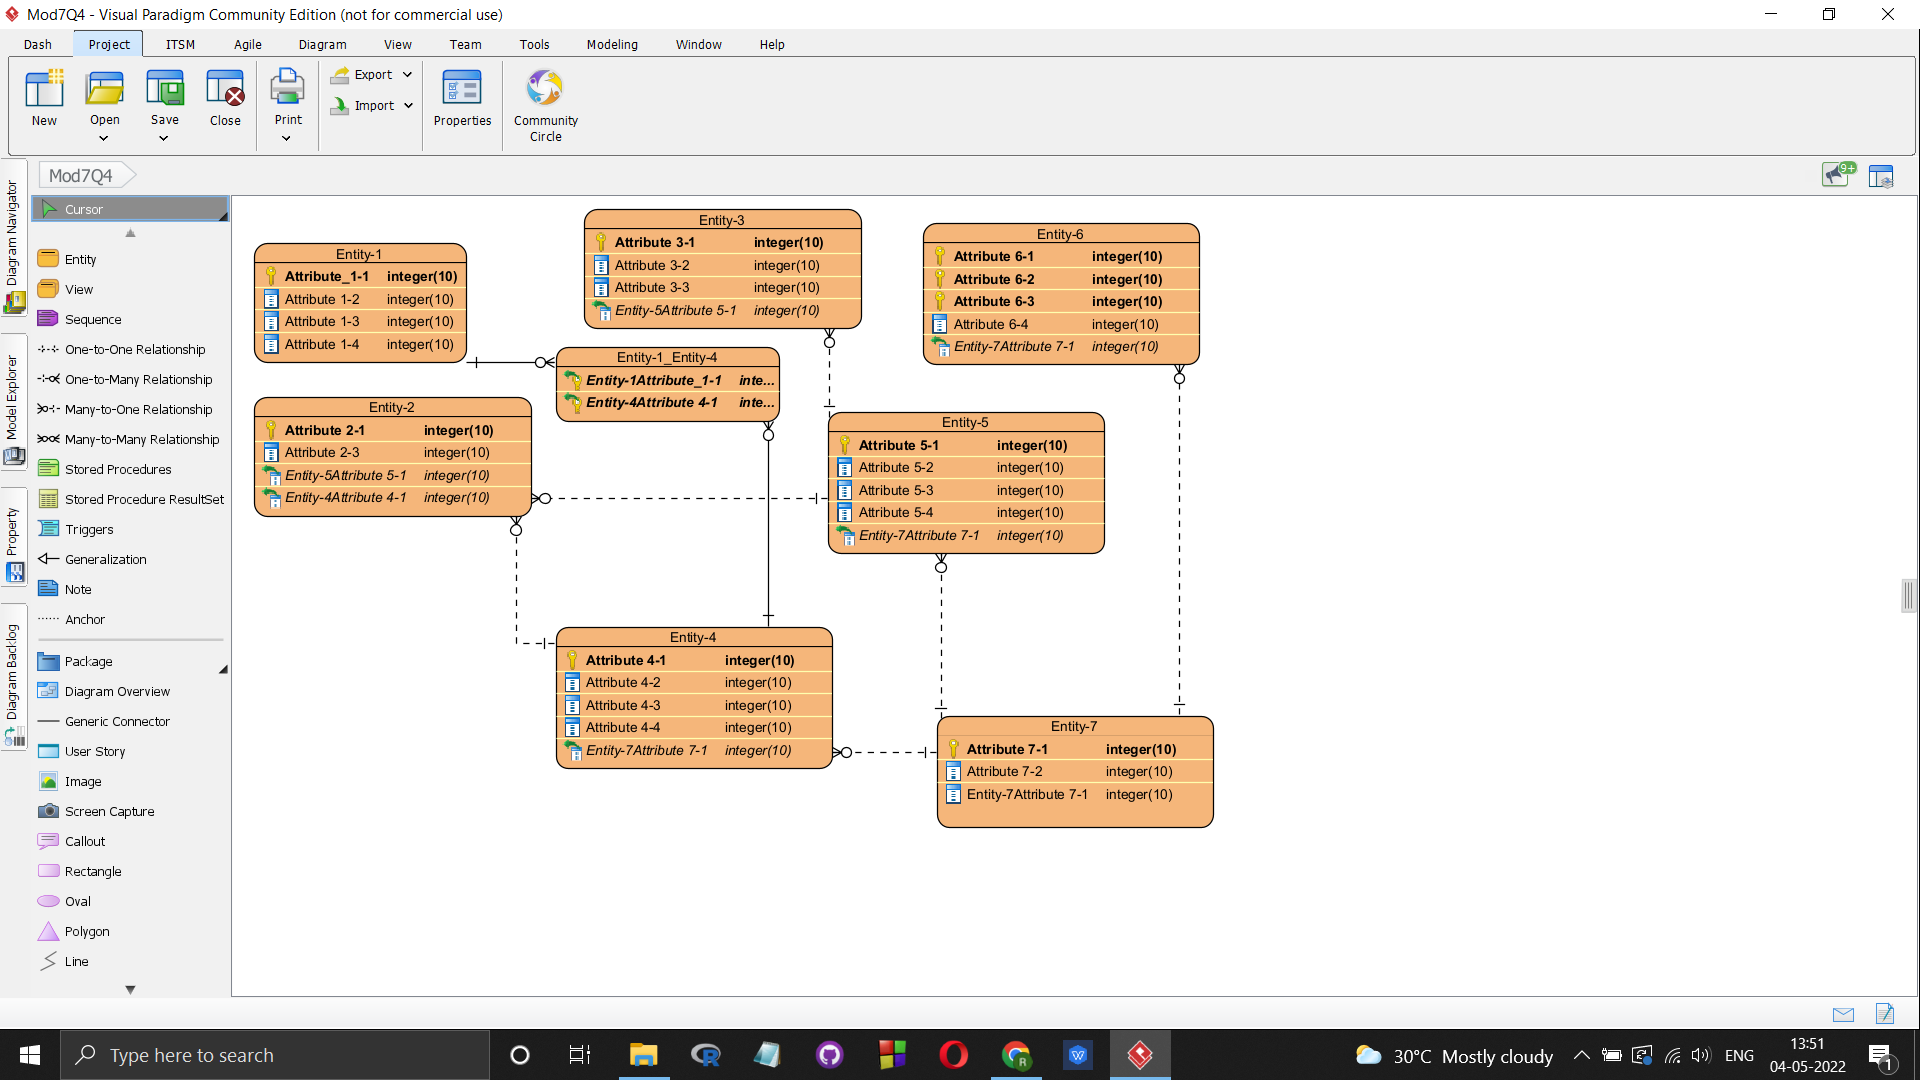 Mod7Q4 - Visual Paradigm Community Edition (not for commercial use)
Dash Project ITSM Agile Diagram View Team Tools Modeling Window Help
New Open Save Close Print Export Import Properties Community Circle
Mod7Q4
9+
Diagram Navigator
Model Explorer
Property
Diagram Backlog
Cursor
Entity
View
Sequence
One-to-One Relationship
One-to-Many Relationship
Many-to-One Relationship
Many-to-Many Relationship
Stored Procedures
Stored Procedure ResultSet
Triggers
Generalization
Note
Anchor
Package
Diagram Overview
Generic Connector
User Story
Image
Screen Capture
Callout
Rectangle
Oval
Polygon
Line
Entity-1
Attribute_1-1 integer(10)
Attribute 1-2 integer(10)
Attribute 1-3 integer(10)
Attribute 1-4 integer(10)
Entity-3
Attribute 3-1 integer(10)
Attribute 3-2 integer(10)
Attribute 3-3 integer(10)
Entity-5Attribute 5-1 integer(10)
Entity-6
Attribute 6-1 integer(10)
Attribute 6-2 integer(10)
Attribute 6-3 integer(10)
Attribute 6-4 integer(10)
Entity-7Attribute 7-1 integer(10)
Entity-1_Entity-4
Entity-1Attribute_1-1 inte...
Entity-4Attribute 4-1 inte...
Entity-2
Attribute 2-1 integer(10)
Attribute 2-3 integer(10)
Entity-5Attribute 5-1 integer(10)
Entity-4Attribute 4-1 integer(10)
Entity-5
Attribute 5-1 integer(10)
Attribute 5-2 integer(10)
Attribute 5-3 integer(10)
Attribute 5-4 integer(10)
Entity-7Attribute 7-1 integer(10)
Entity-4
Attribute 4-1 integer(10)
Attribute 4-2 integer(10)
Attribute 4-3 integer(10)
Attribute 4-4 integer(10)
Entity-7Attribute 7-1 integer(10)
Entity-7
Attribute 7-1 integer(10)
Attribute 7-2 integer(10)
Entity-7Attribute 7-1 integer(10)
Type here to search
R
W
30°C Mostly cloudy
ENG
13:51
04-05-2022
1